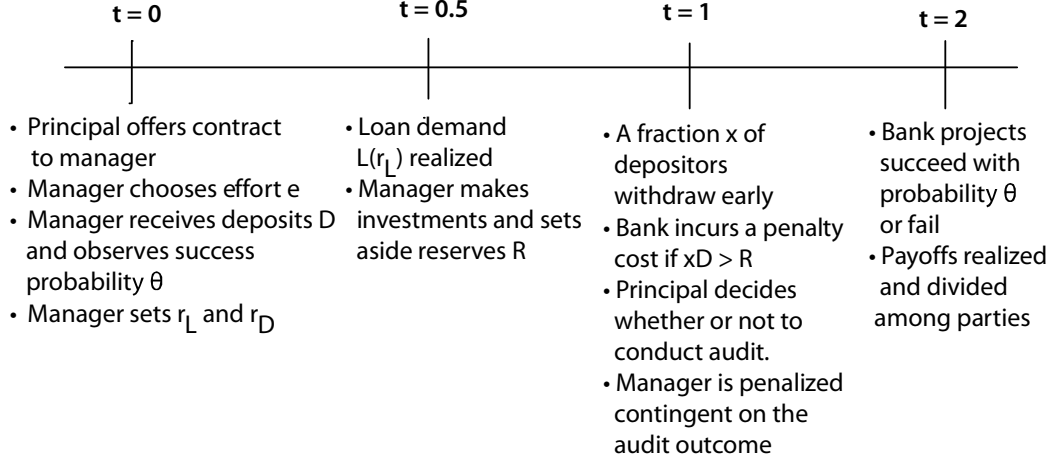 t = 0
• Principal offers contract
to manager
• Manager chooses effort e
• Manager receives deposits D
and observes success
probability θ
• Manager sets r_L and r_D
t = 0.5
• Loan demand
L(r_L) realized
• Manager makes
investments and sets
aside reserves R
t = 1
• A fraction x of
depositors
withdraw early
• Bank incurs a penalty
cost if xD > R
• Principal decides
whether or not to
conduct audit.
• Manager is penalized
contingent on the
audit outcome
t = 2
• Bank projects
succeed with
probability θ
or fail
• Payoffs realized
and divided
among parties